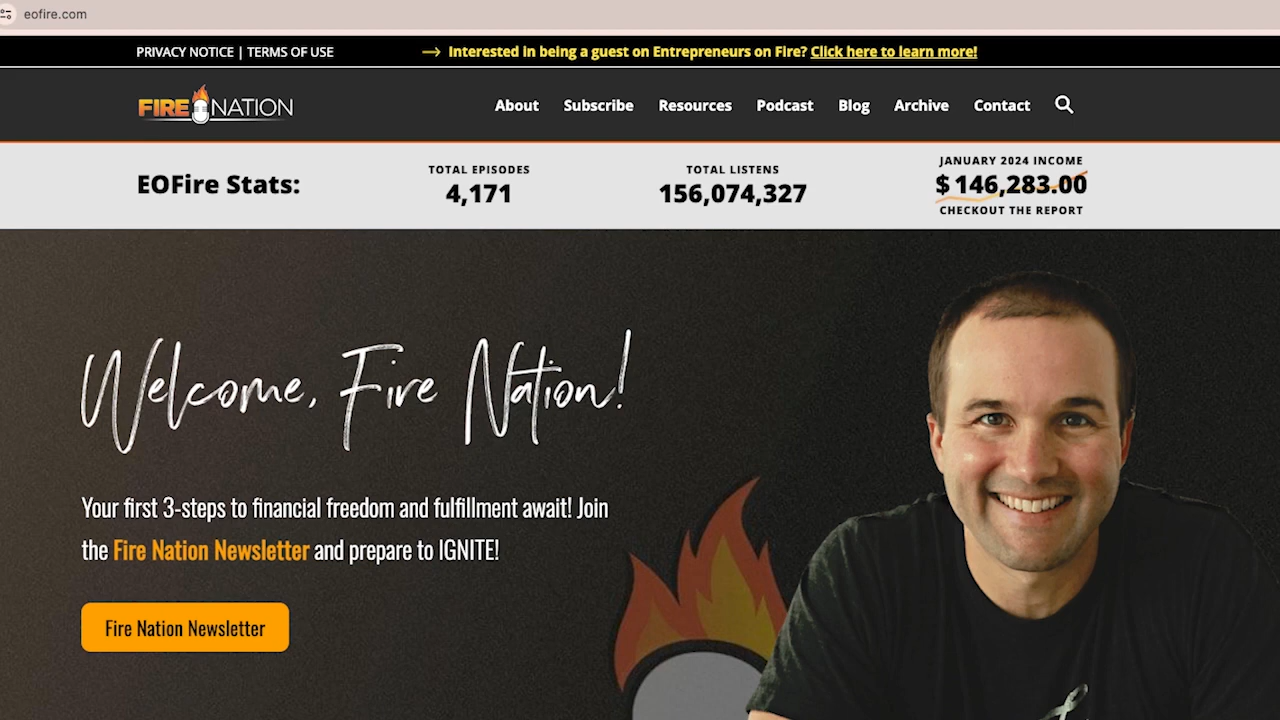 eofire.com
PRIVACY NOTICE | TERMS OF USE
→ Interested in being a guest on Entrepreneurs on Fire? Click here to learn more!
FIRE NATION
About Subscribe Resources Podcast Blog Archive Contact
EOFire Stats:
TOTAL EPISODES
4,171
TOTAL LISTENS
156,074,327
JANUARY 2024 INCOME
$ 146,283.00
CHECKOUT THE REPORT
Welcome, Fire Nation!
Your first 3-steps to financial freedom and fulfillment await! Join
the Fire Nation Newsletter and prepare to IGNITE!
Fire Nation Newsletter